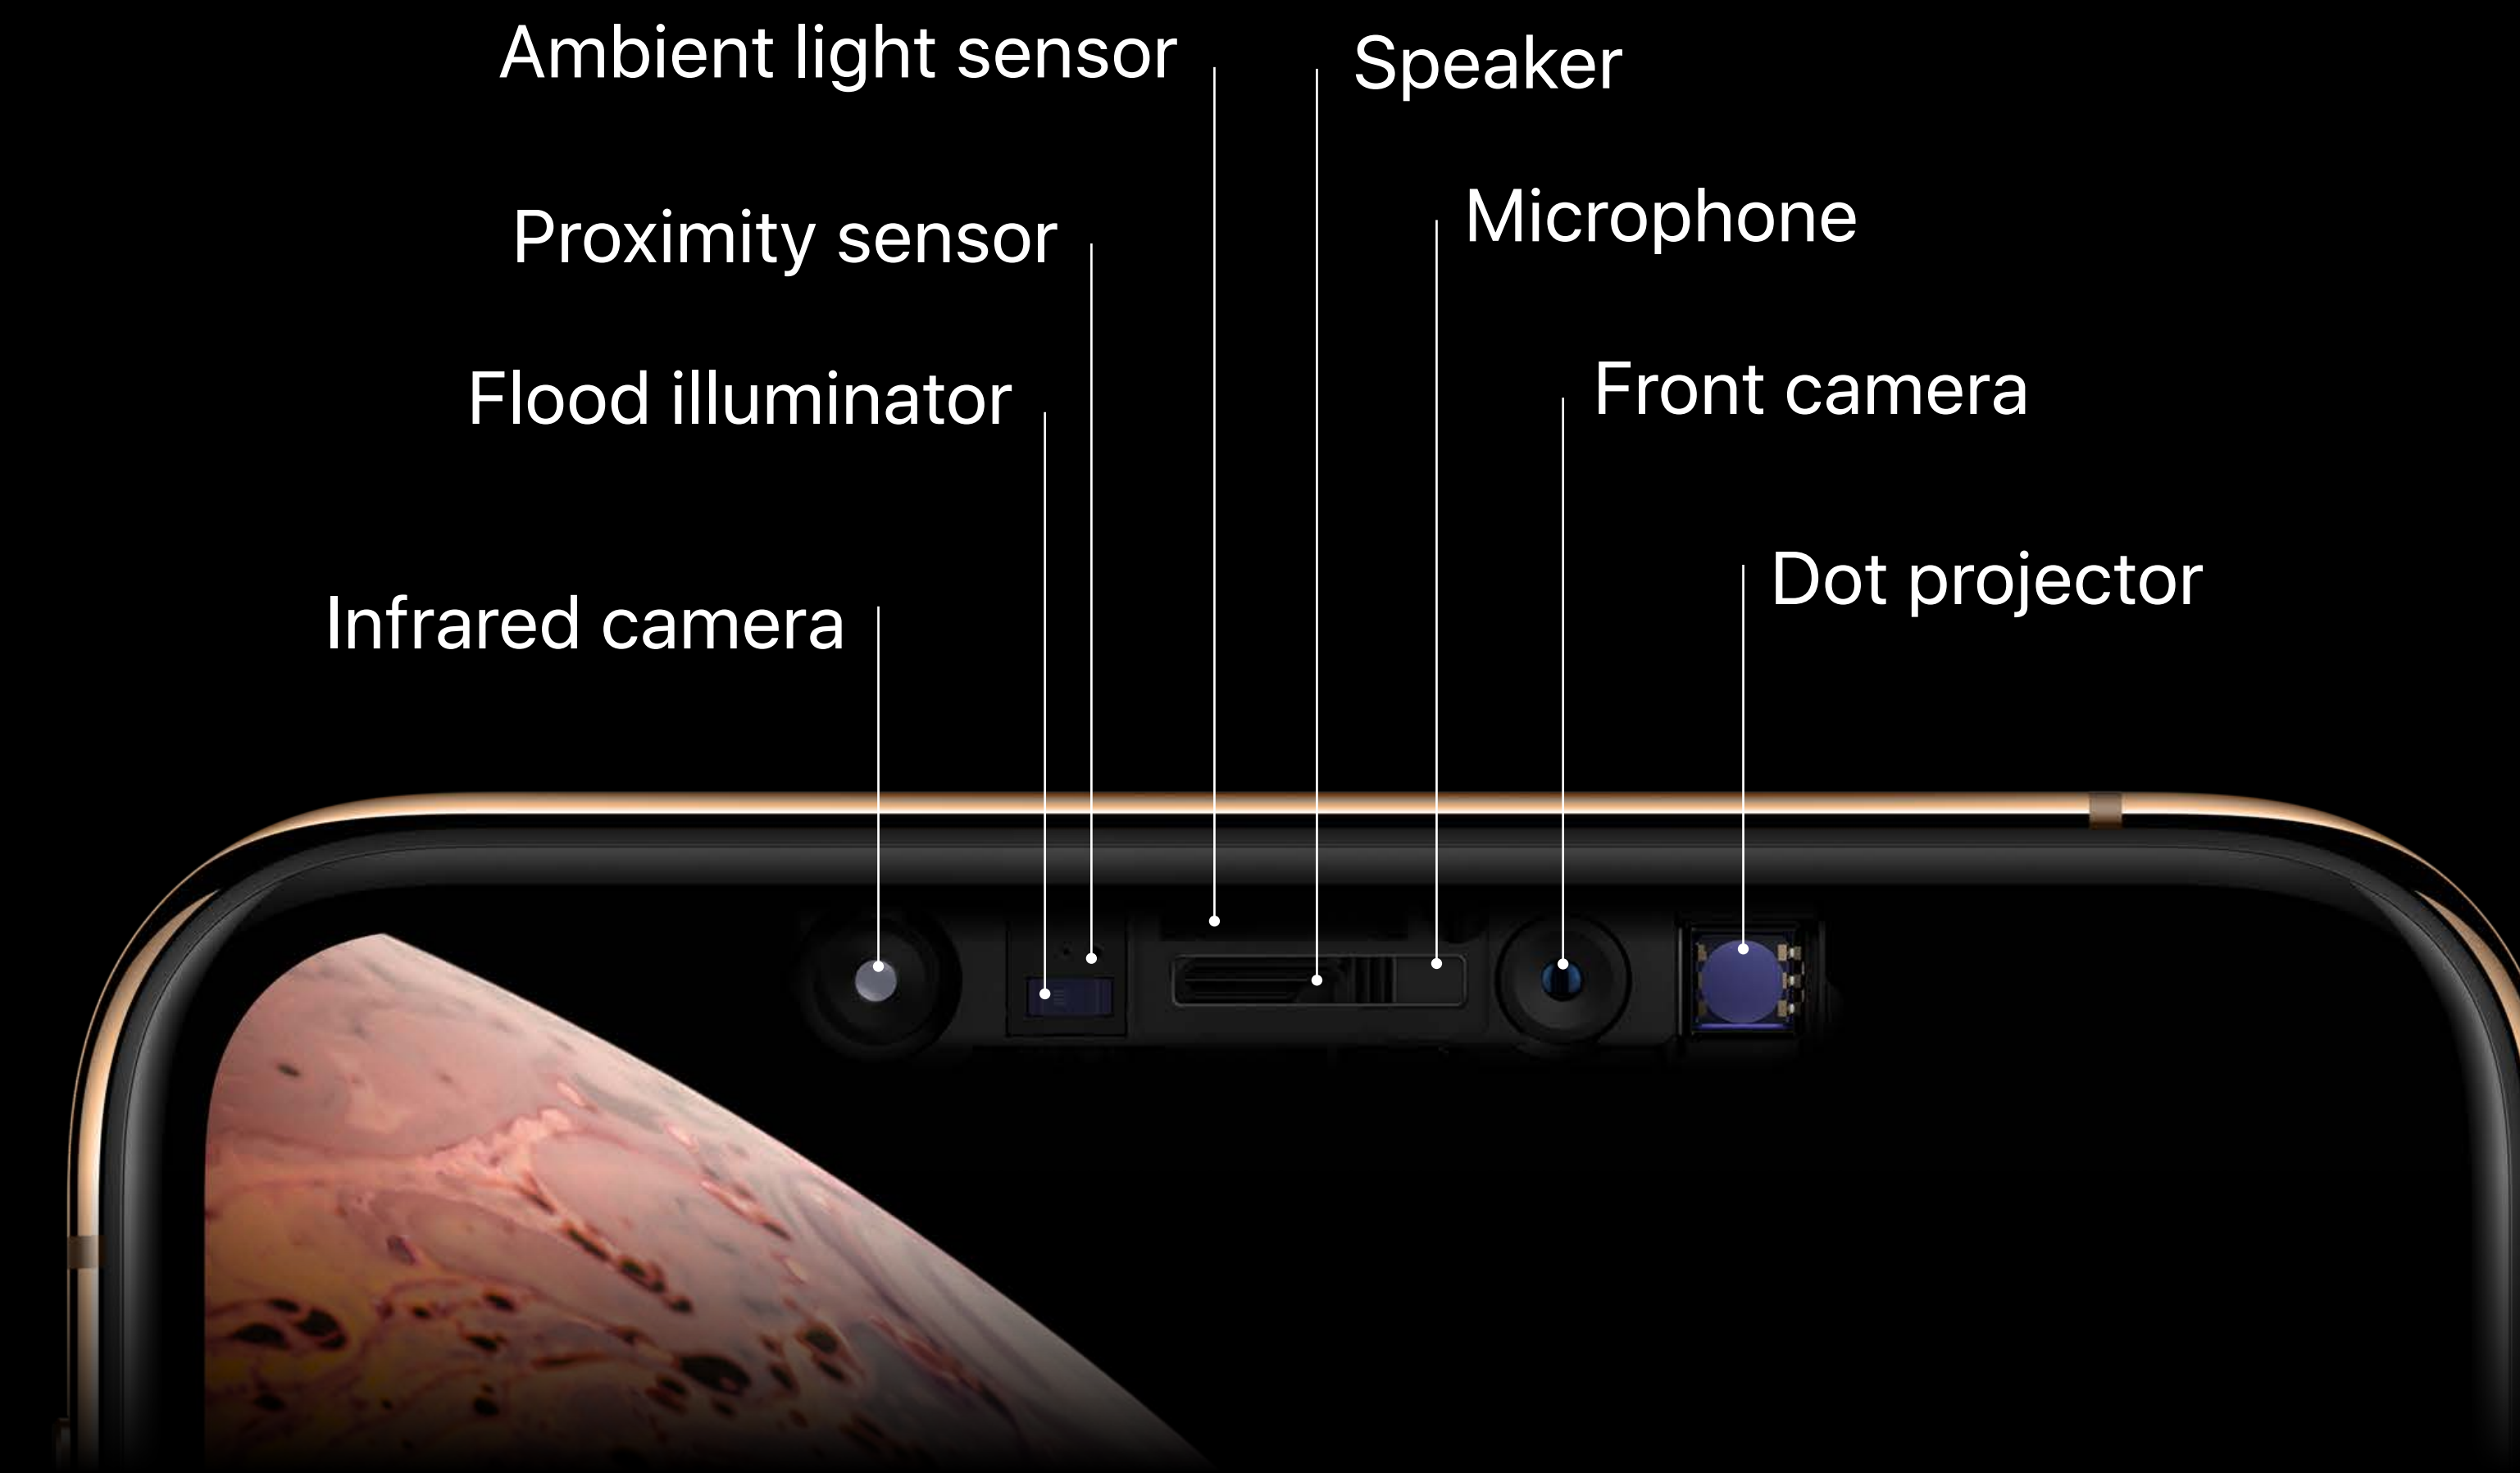 Ambient light sensor
Speaker
Proximity sensor
Microphone
Flood illuminator
Front camera
Infrared camera
Dot projector